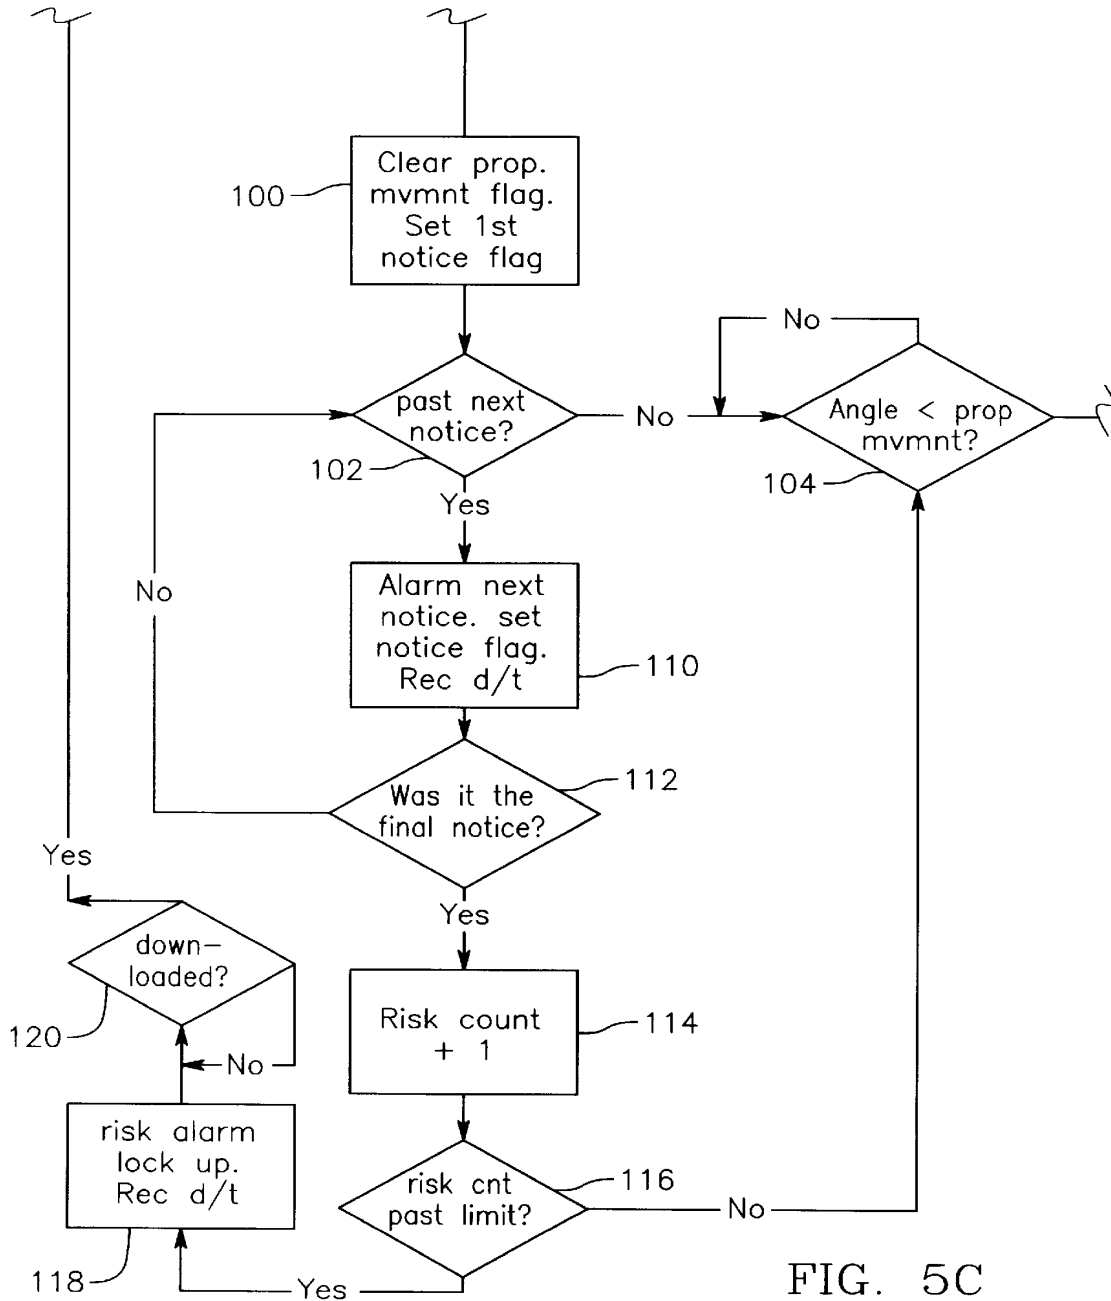 Clear prop.
mvmnt flag.
Set 1st
notice flag
100
No
past next
notice?
No
Angle < prop
mvmnt?
102
104
Yes
Alarm next
notice. set
notice flag.
Rec d/t
No
110
Was it the
final notice?
112
Yes
Yes
down-
loaded?
120
No
Risk count
+ 1
114
risk alarm
lock up.
Rec d/t
118
risk cnt
past limit?
116
No
Yes
FIG. 5C